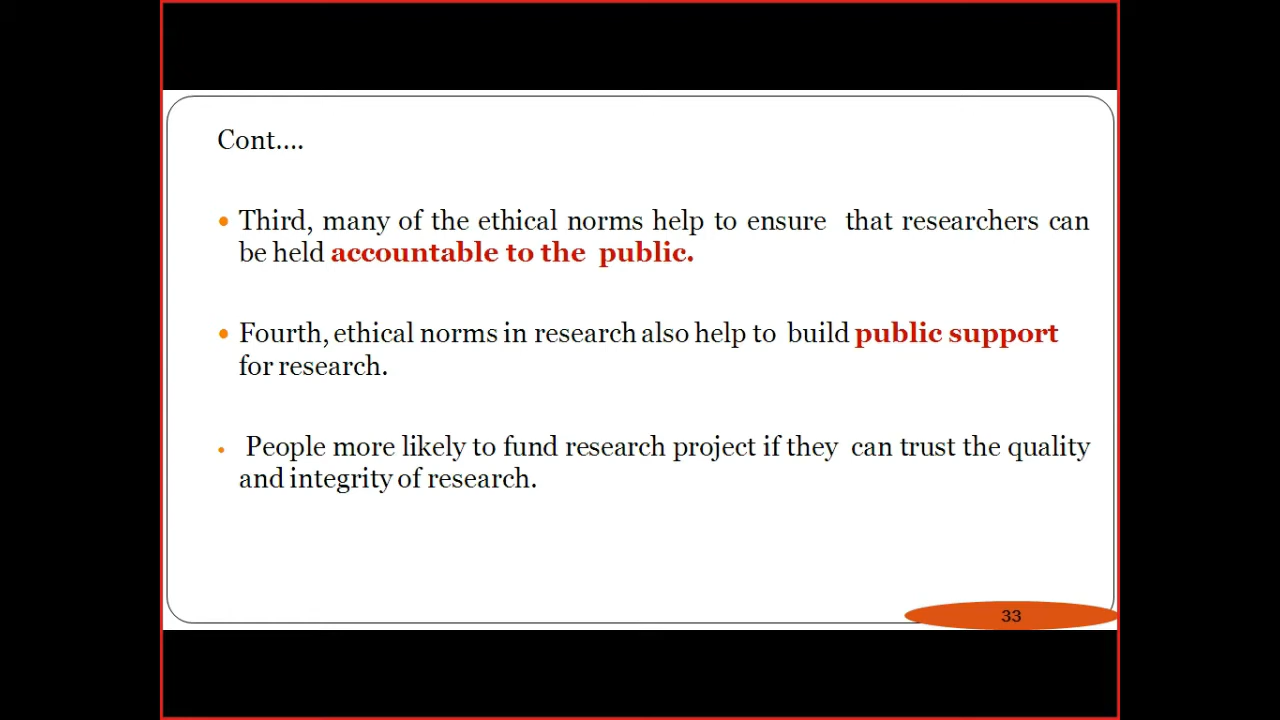 Cont....
Third, many of the ethical norms help to ensure that researchers can
be held accountable to the public.
Fourth, ethical norms in research also help to build public support
for research.
People more likely to fund research project if they can trust the quality
and integrity of research.
33